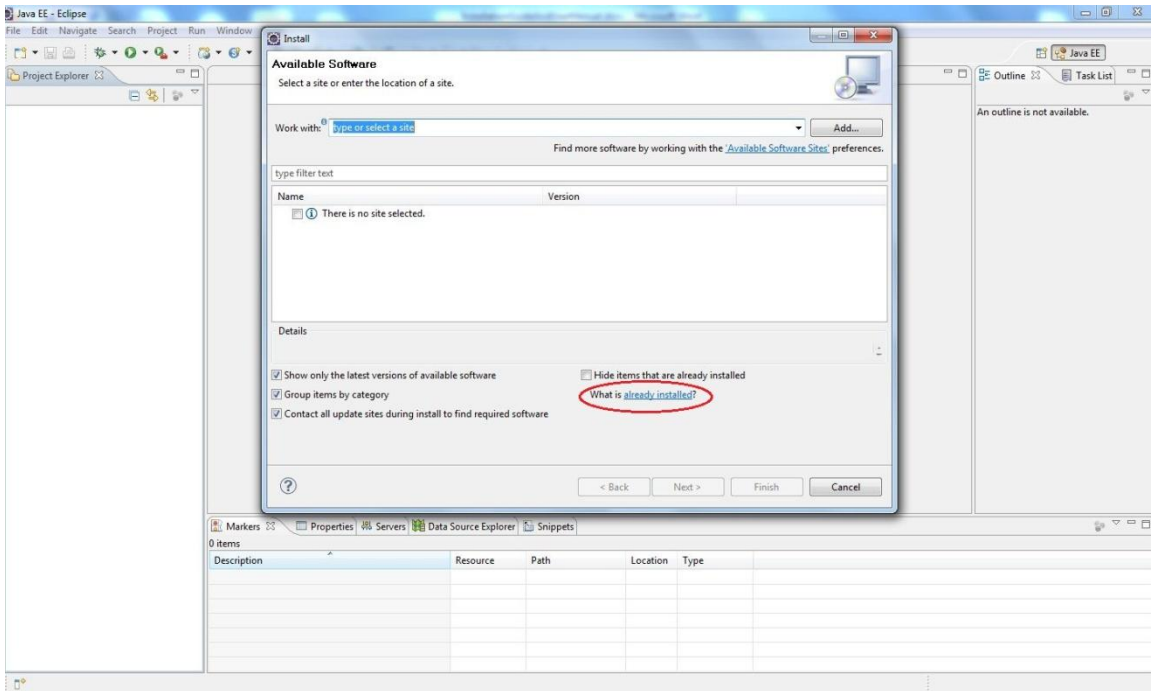 Java EE - Eclipse
File Edit Navigate Search Project Run Window
Java EE
Project Explorer
Outline
Task List
An outline is not available.
Install
Available Software
Select a site or enter the location of a site.
Work with: type or select a site
Add...
Find more software by working with the 'Available Software Sites' preferences.
type filter text
Name Version
There is no site selected.
Details
Show only the latest versions of available software
Hide items that are already installed
Group items by category
What is already installed?
Contact all update sites during install to find required software
< Back Next > Finish Cancel
Markers Properties Servers Data Source Explorer Snippets
0 items
Description Resource Path Location Type